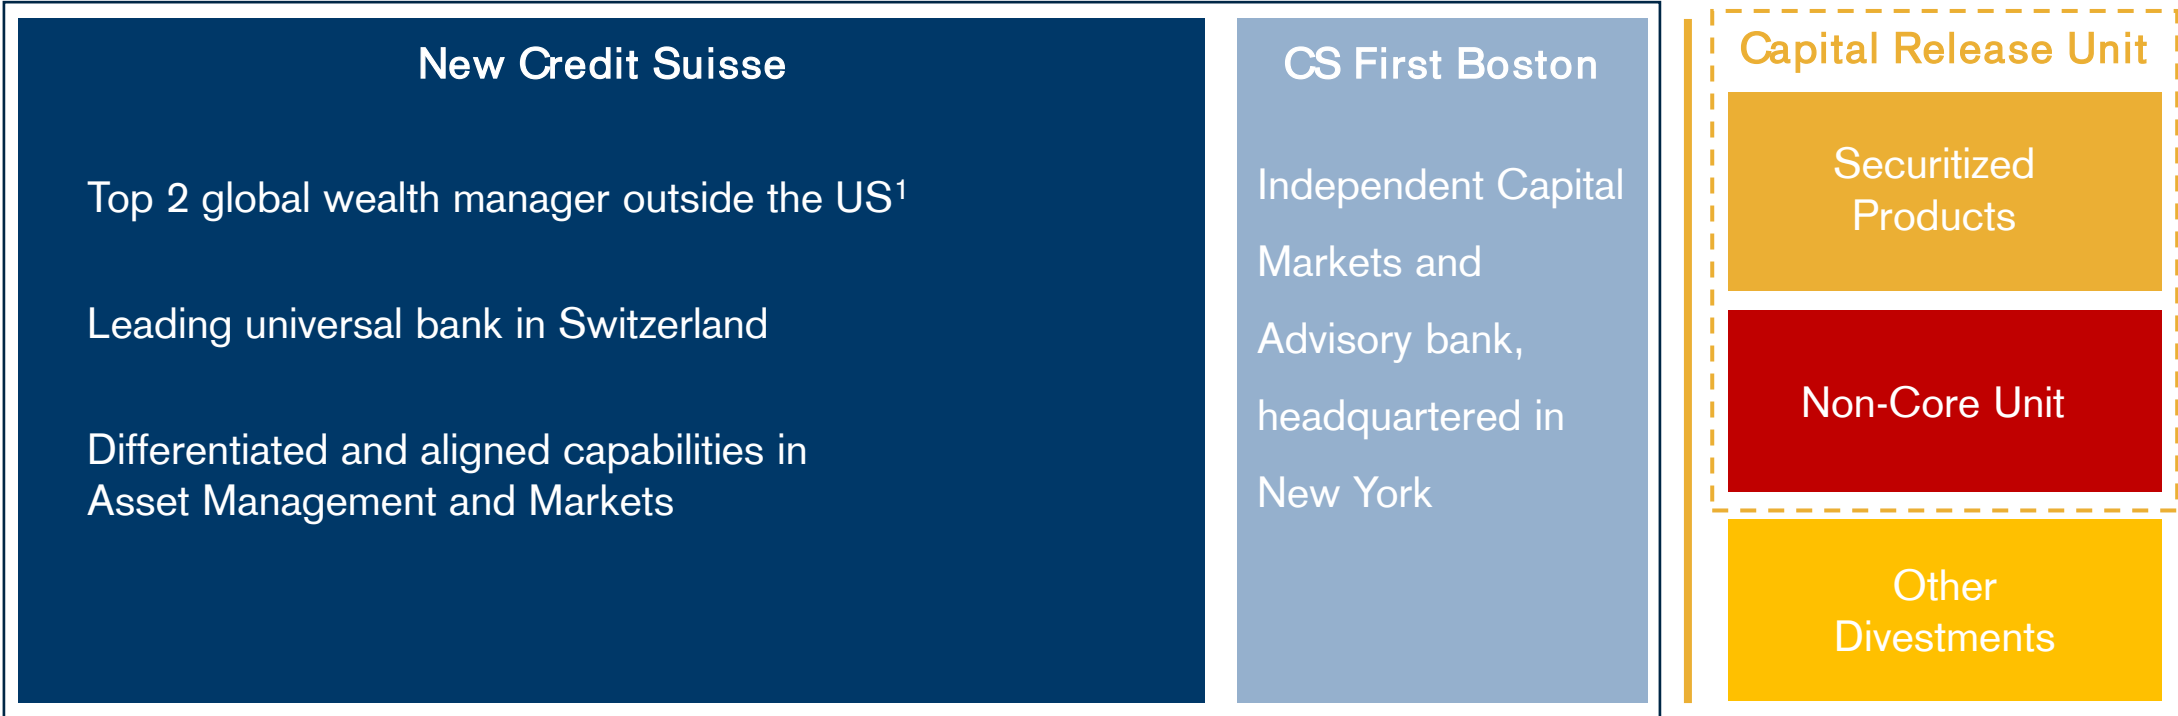 New Credit Suisse
Top 2 global wealth manager outside the US¹
Leading universal bank in Switzerland
Differentiated and aligned capabilities in
Asset Management and Markets
CS First Boston
Independent Capital
Markets and
Advisory bank,
headquartered in
New York
Capital Release Unit
Securitized
Products
Non-Core Unit
Other
Divestments